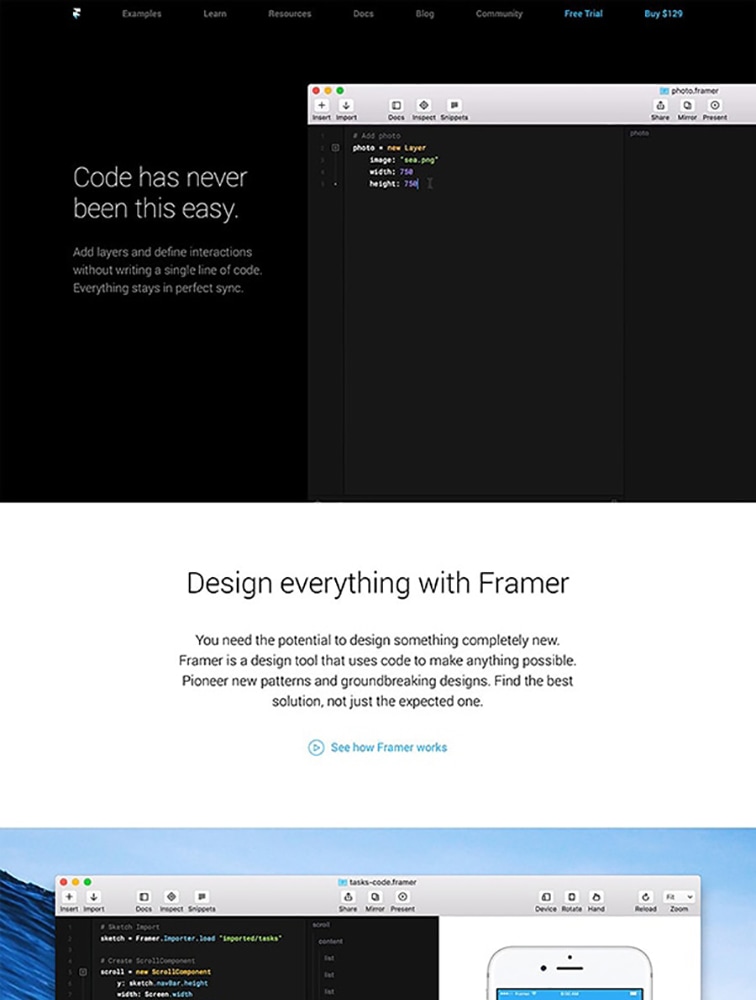 Examples Learn Resources Docs Blog Community Free Trial Buy $129
photo.framer
Insert Import Docs Inspect Snippets Share Mirror Present
Code has never
been this easy.
Add layers and define interactions
without writing a single line of code.
Everything stays in perfect sync.
# Add photo
photo = new Layer
image: "sea.png"
width: 750
height: 750
photo
Design everything with Framer
You need the potential to design something completely new.
Framer is a design tool that uses code to make anything possible.
Pioneer new patterns and groundbreaking designs. Find the best
solution, not just the expected one.
See how Framer works
tasks-code.framer
Insert Import Docs Inspect Snippets Share Mirror Present Device Rotate Hand Reload Zoom
Fit
# Sketch Import
sketch = Framer.Importer.load "imported/tasks"
# Create ScrollComponent
scroll = new ScrollComponent
y: sketch.navBar.height
width: Screen.width
scroll
content
list
list
list